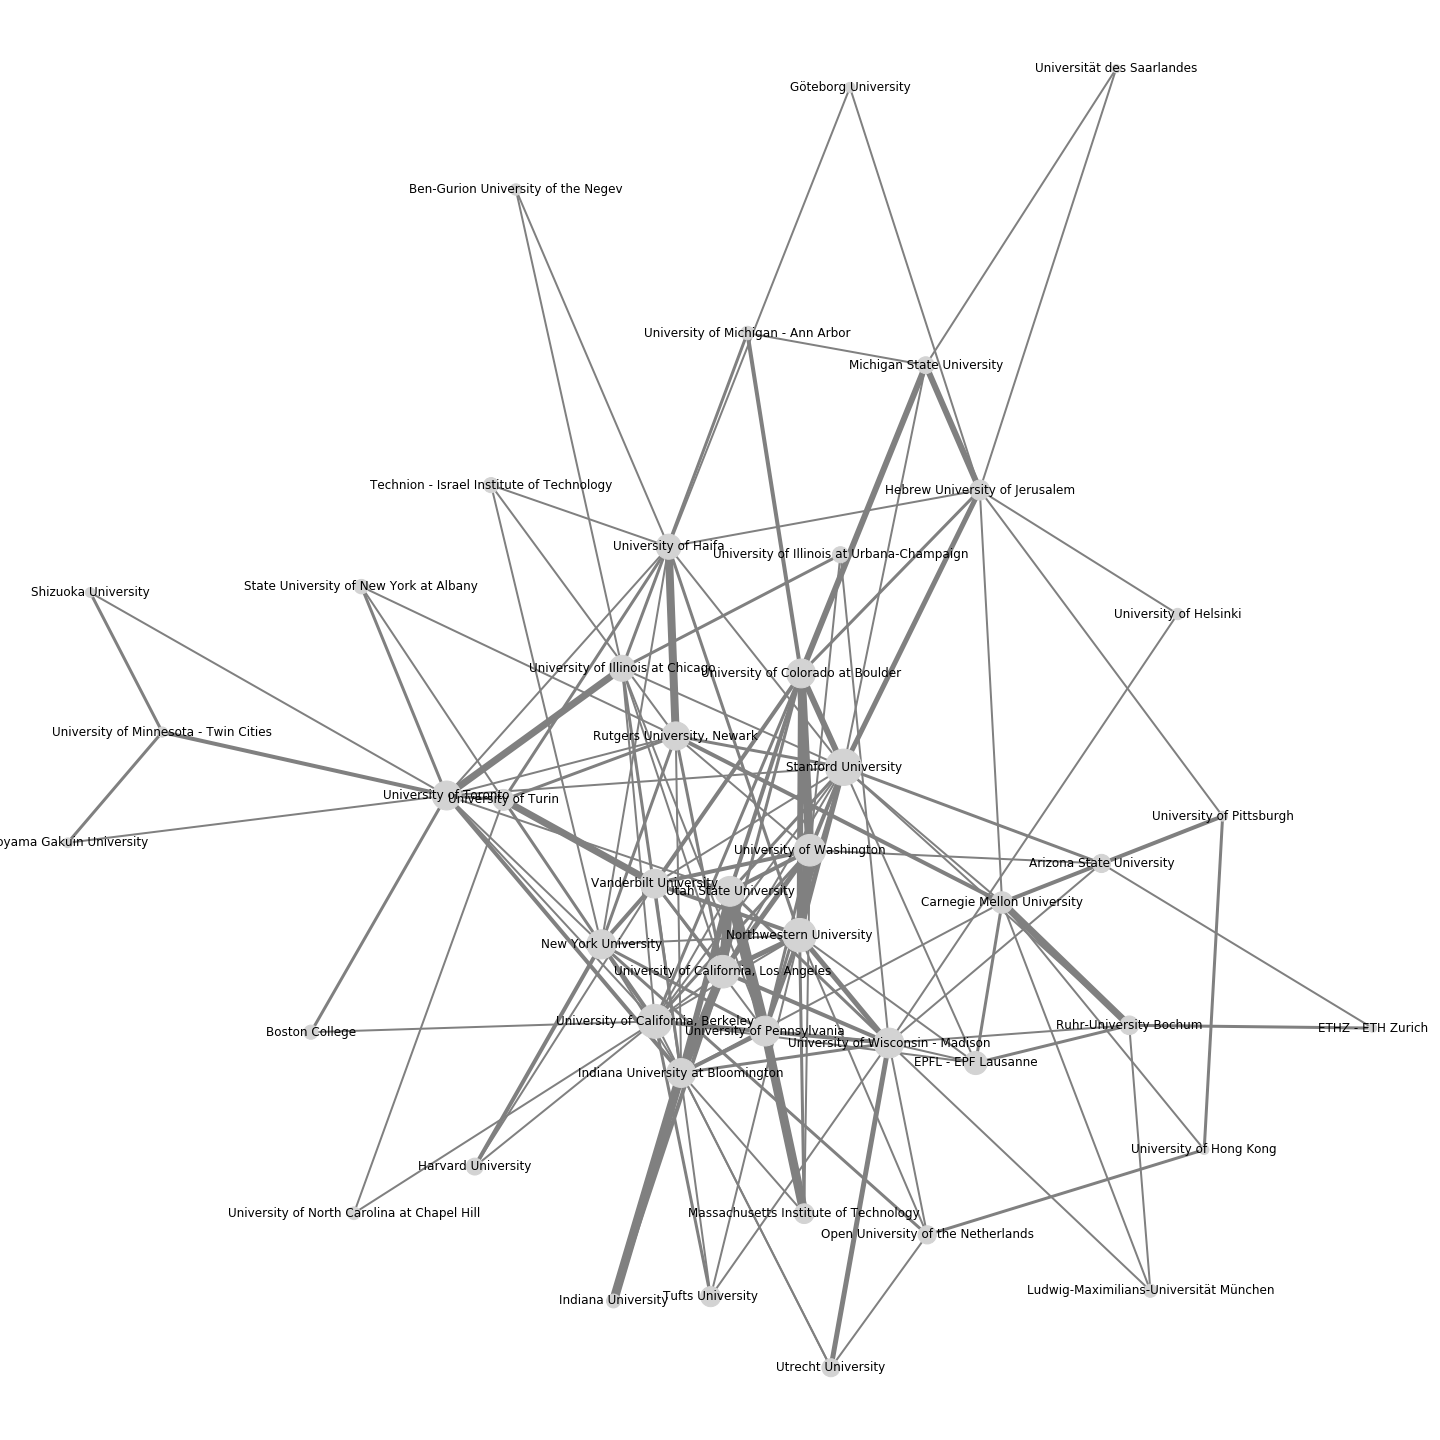 Universität des Saarlandes
Göteborg University
Ben-Gurion University of the Negev
University of Michigan - Ann Arbor
Michigan State University
Technion - Israel Institute of Technology
Hebrew University of Jerusalem
University of Haifa
University of Illinois at Urbana-Champaign
State University of New York at Albany
Shizuoka University
University of Helsinki
University of Illinois at Chicago
University of Colorado at Boulder
University of Minnesota - Twin Cities
Rutgers University, Newark
Stanford University
University of Toronto
University of Turin
University of Pittsburgh
oyama Gakuin University
University of Washington
Arizona State University
Vanderbilt University
Utah State University
Carnegie Mellon University
Northwestern University
New York University
University of California, Los Angeles
University of California, Berkeley
Ruhr-University Bochum
ETHZ - ETH Zurich
Boston College
University of Pennsylvania
University of Wisconsin - Madison
EPFL - EPF Lausanne
Indiana University at Bloomington
University of Hong Kong
Harvard University
University of North Carolina at Chapel Hill
Massachusetts Institute of Technology
Open University of the Netherlands
Ludwig-Maximilians-Universität München
Indiana University
Tufts University
Utrecht University